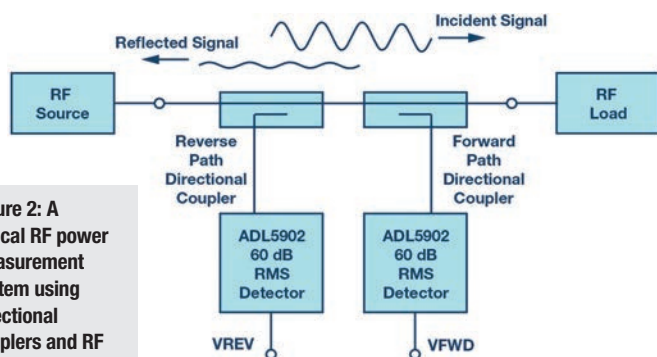 Incident Signal
Reflected Signal
RF
Source
RF
Load
Reverse
Path
Directional
Coupler
Forward
Path
Directional
Coupler
ADL5902
60 dB
RMS
Detector
ADL5902
60 dB
RMS
Detector
VREV
VFWD
ure 2: A
ical RF power
asurement
tem using
ectional
plers and RF